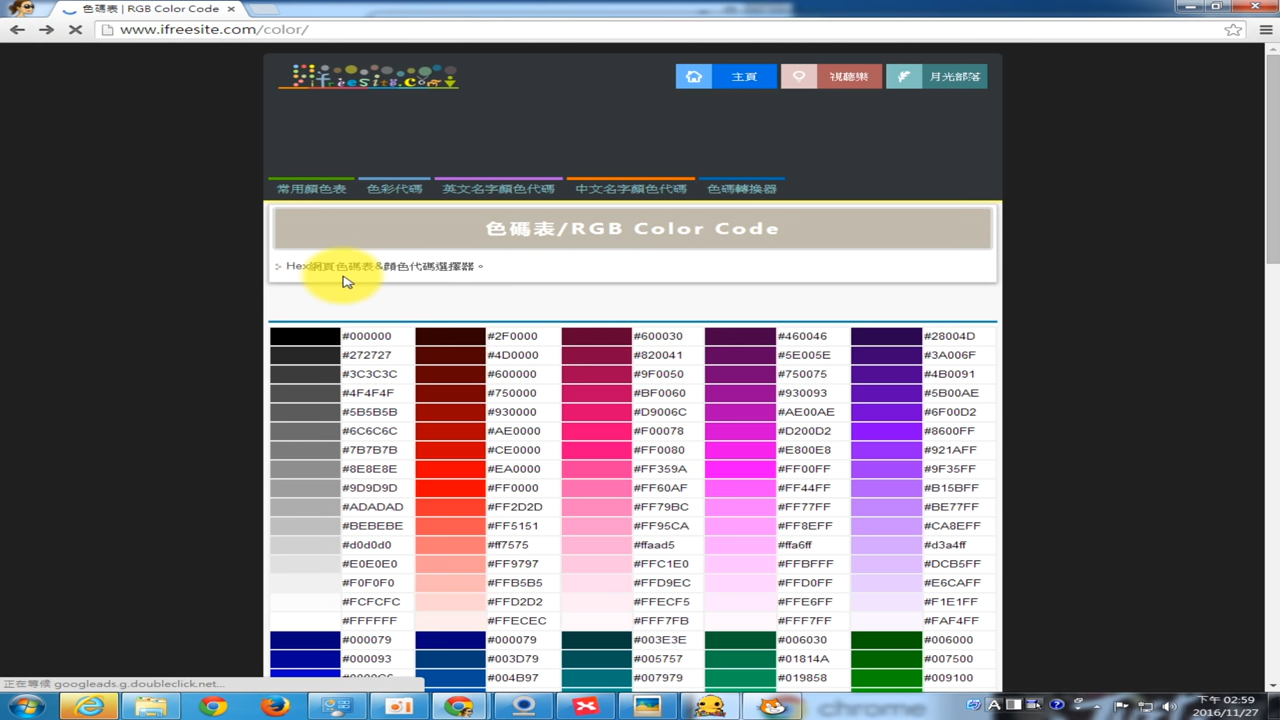 色碼表 | RGB Color Code
www.ifreesite.com/color/
ifreesite.com
主頁
視聽樂
月光部落
常用顏色表 色彩代碼 英文名字顏色代碼 中文名字顏色代碼 色碼轉換器
色碼表/RGB Color Code
:> Hex網頁色碼表&顏色代碼選擇器。
#000000 #2F0000 #600030 #460046 #28004D
#272727 #4D0000 #820041 #5E005E #3A006F
#3C3C3C #600000 #9F0050 #750075 #4B0091
#4F4F4F #750000 #BF0060 #930093 #5B00AE
#5B5B5B #930000 #D9006C #AE00AE #6F00D2
#6C6C6C #AE0000 #F00078 #D200D2 #8600FF
#7B7B7B #CE0000 #FF0080 #E800E8 #921AFF
#8E8E8E #EA0000 #FF359A #FF00FF #9F35FF
#9D9D9D #FF0000 #FF60AF #FF44FF #B15BFF
#ADADAD #FF2D2D #FF79BC #FF77FF #BE77FF
#BEBEBE #FF5151 #FF95CA #FF8EFF #CA8EFF
#d0d0d0 #ff7575 #ffaad5 #ffa6ff #d3a4ff
#E0E0E0 #FF9797 #FFC1E0 #FFBFFF #DCB5FF
#F0F0F0 #FFB5B5 #FFD9EC #FFD0FF #E6CAFF
#FCFCFC #FFD2D2 #FFECF5 #FFE6FF #F1E1FF
#FFFFFF #FFECEC #FFF7FB #FFF7FF #FAF4FF
#000079 #000079 #003E3E #006030 #006000
#000093 #003D79 #005757 #01814A #007500
#004B97 #007979 #019858 #009100
正在等候 googleads.g.doubleclick.net...
A
下午 02:59
2016/11/27